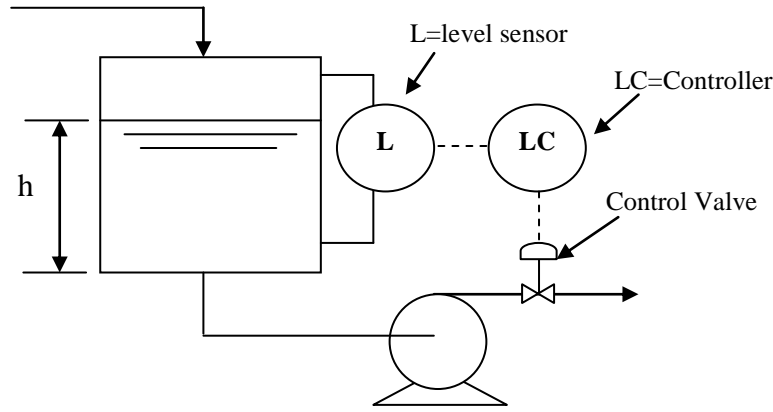 L=level sensor
LC=Controller
L
LC
h
Control Valve